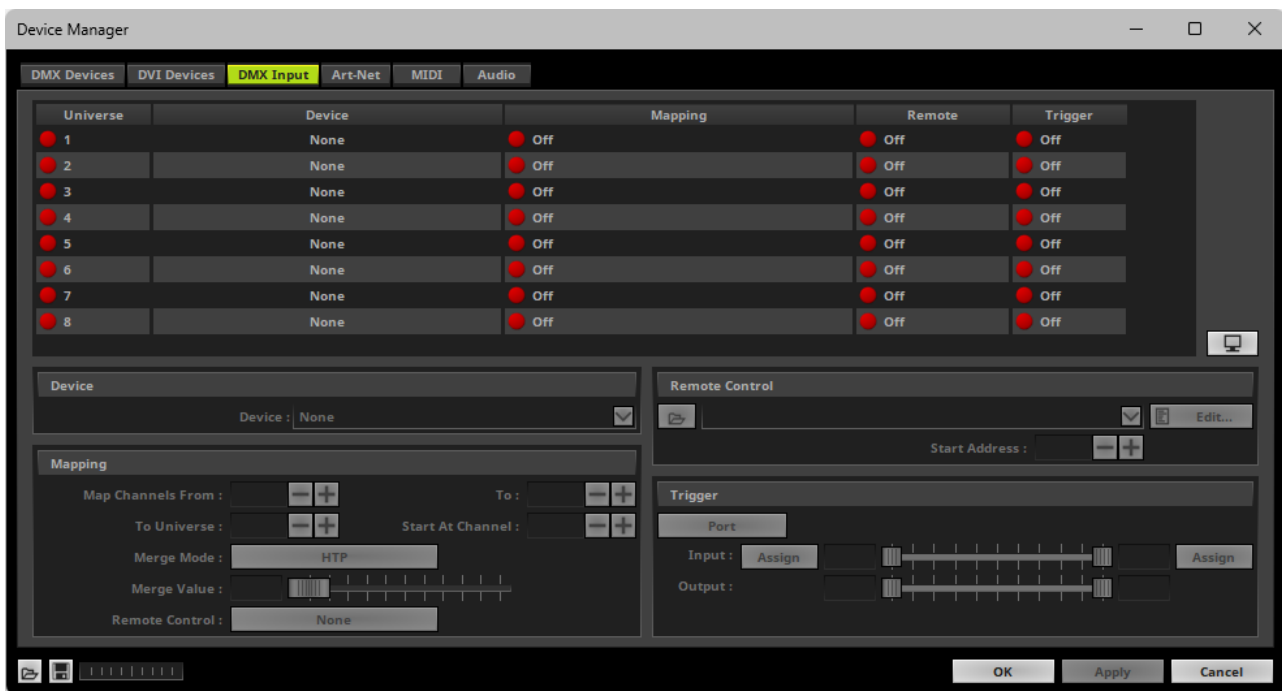 Device Manager
DMX Devices DVI Devices DMX Input Art-Net MIDI Audio
Universe Device Mapping Remote Trigger
1 None Off Off Off
2 None Off Off Off
3 None Off Off Off
4 None Off Off Off
5 None Off Off Off
6 None Off Off Off
7 None Off Off Off
8 None Off Off Off
Device
Device : None
Mapping
Map Channels From : To :
To Universe : Start At Channel :
Merge Mode : HTP
Merge Value :
Remote Control : None
Remote Control
Edit...
Start Address :
Trigger
Port
Input : Assign Assign
Output :
OK Apply Cancel